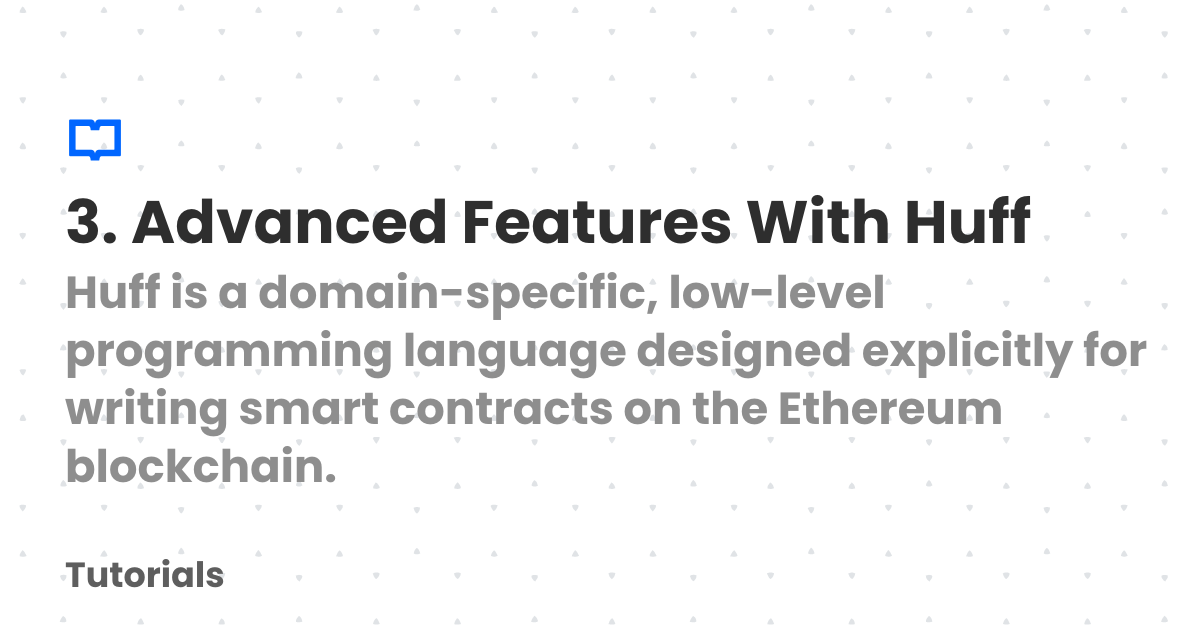 3. Advanced Features With Huff
Huff is a domain-specific, low-level
programming language designed explicitly for
writing smart contracts on the Ethereum
blockchain.
Tutorials